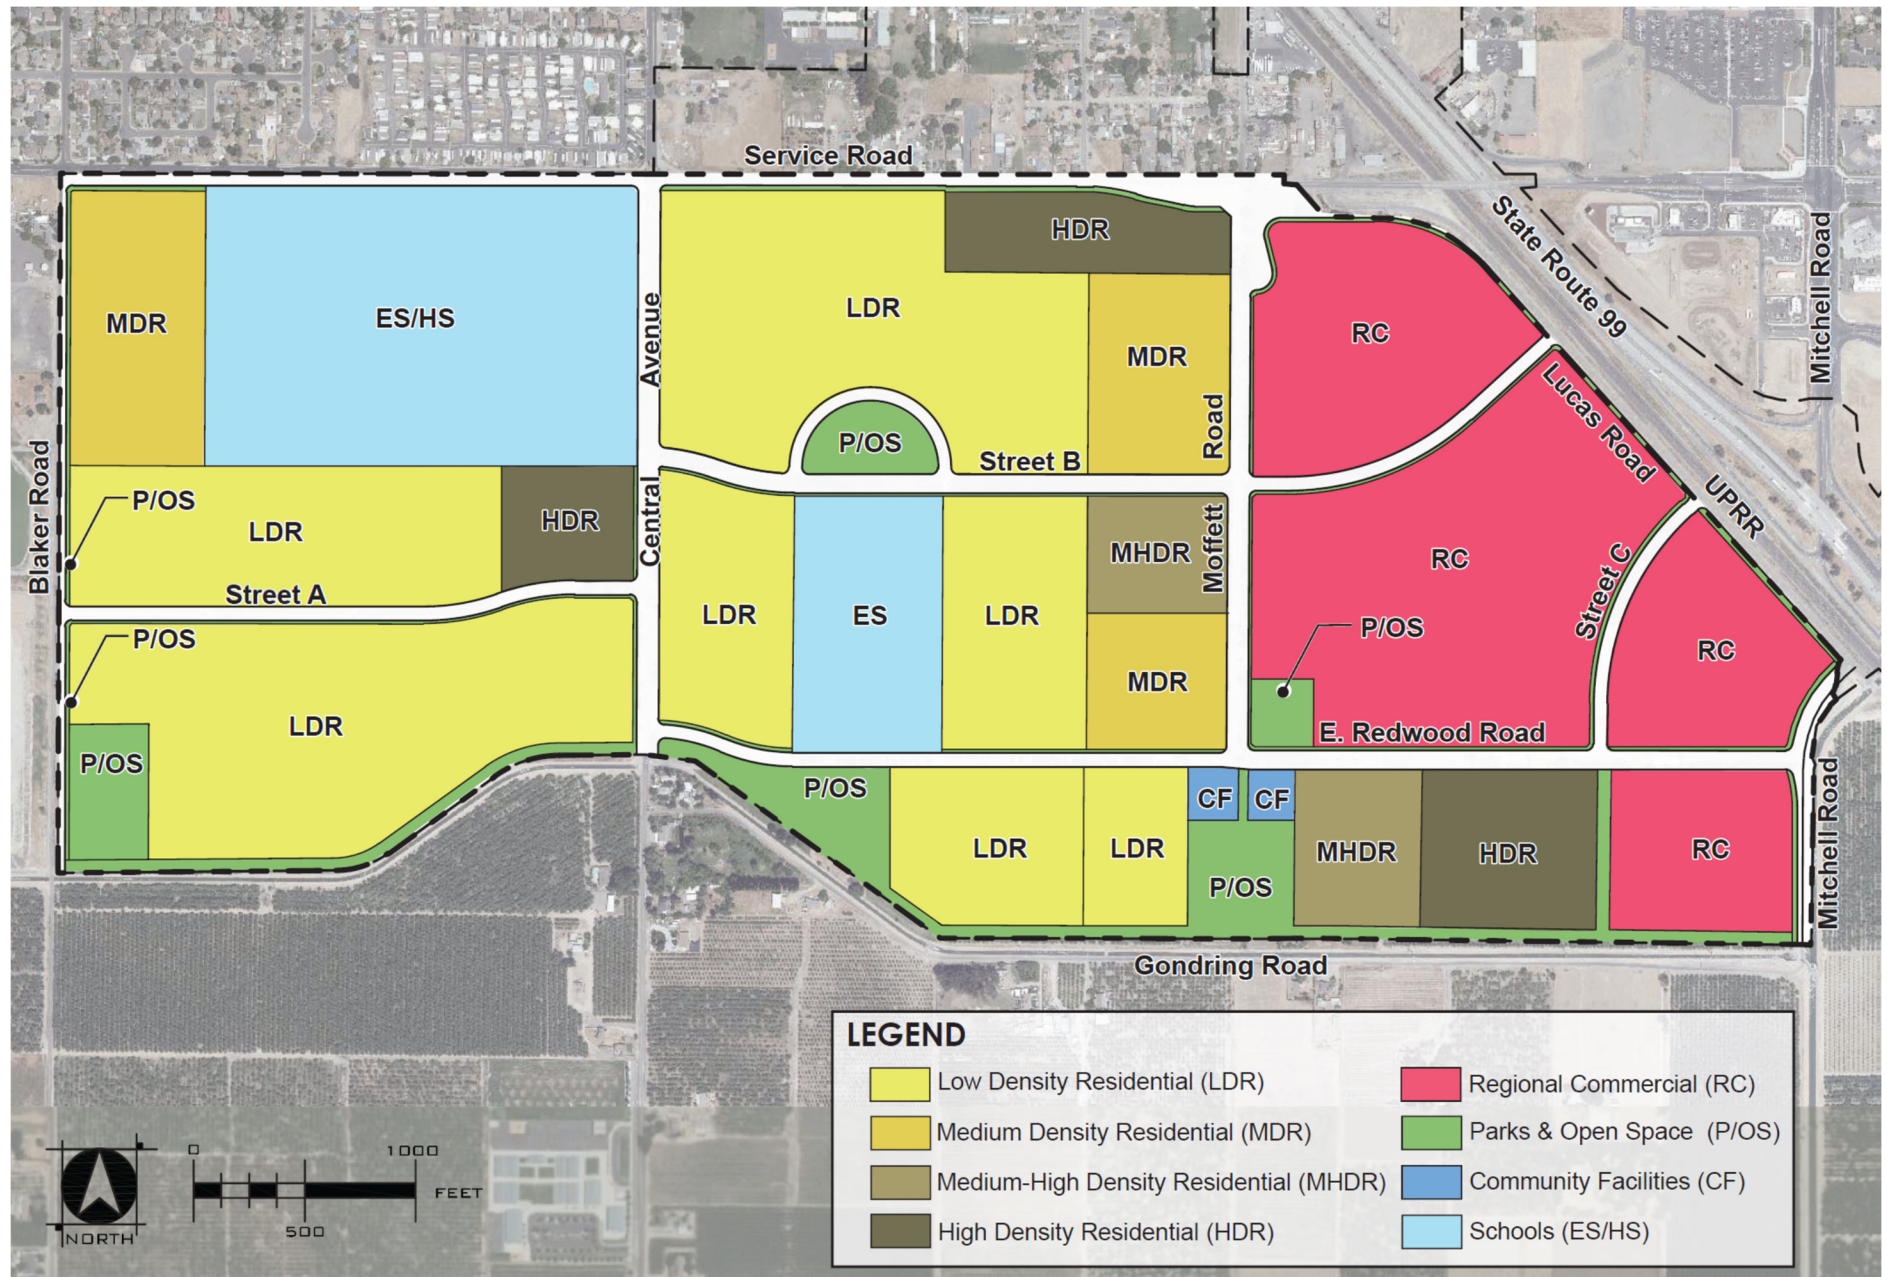 Service Road
State Route 99
Mitchell Road
HDR
MDR
ES/HS
Avenue
LDR
RC
MDR
Lucas Road
Road
P/OS
Street B
Blaker Road
P/OS
LDR
HDR
Central
MHDR
Moffett
RC
UPRR
Street C
Street A
LDR
ES
LDR
P/OS
P/OS
RC
MDR
LDR
E. Redwood Road
P/OS
P/OS
CF
CF
LDR
LDR
P/OS
MHDR
HDR
RC
Mitchell Road
Gondring Road
LEGEND
Low Density Residential (LDR)
Medium Density Residential (MDR)
Medium-High Density Residential (MHDR)
High Density Residential (HDR)
Regional Commercial (RC)
Parks & Open Space (P/OS)
Community Facilities (CF)
Schools (ES/HS)
0
1000
FEET
500
NORTH